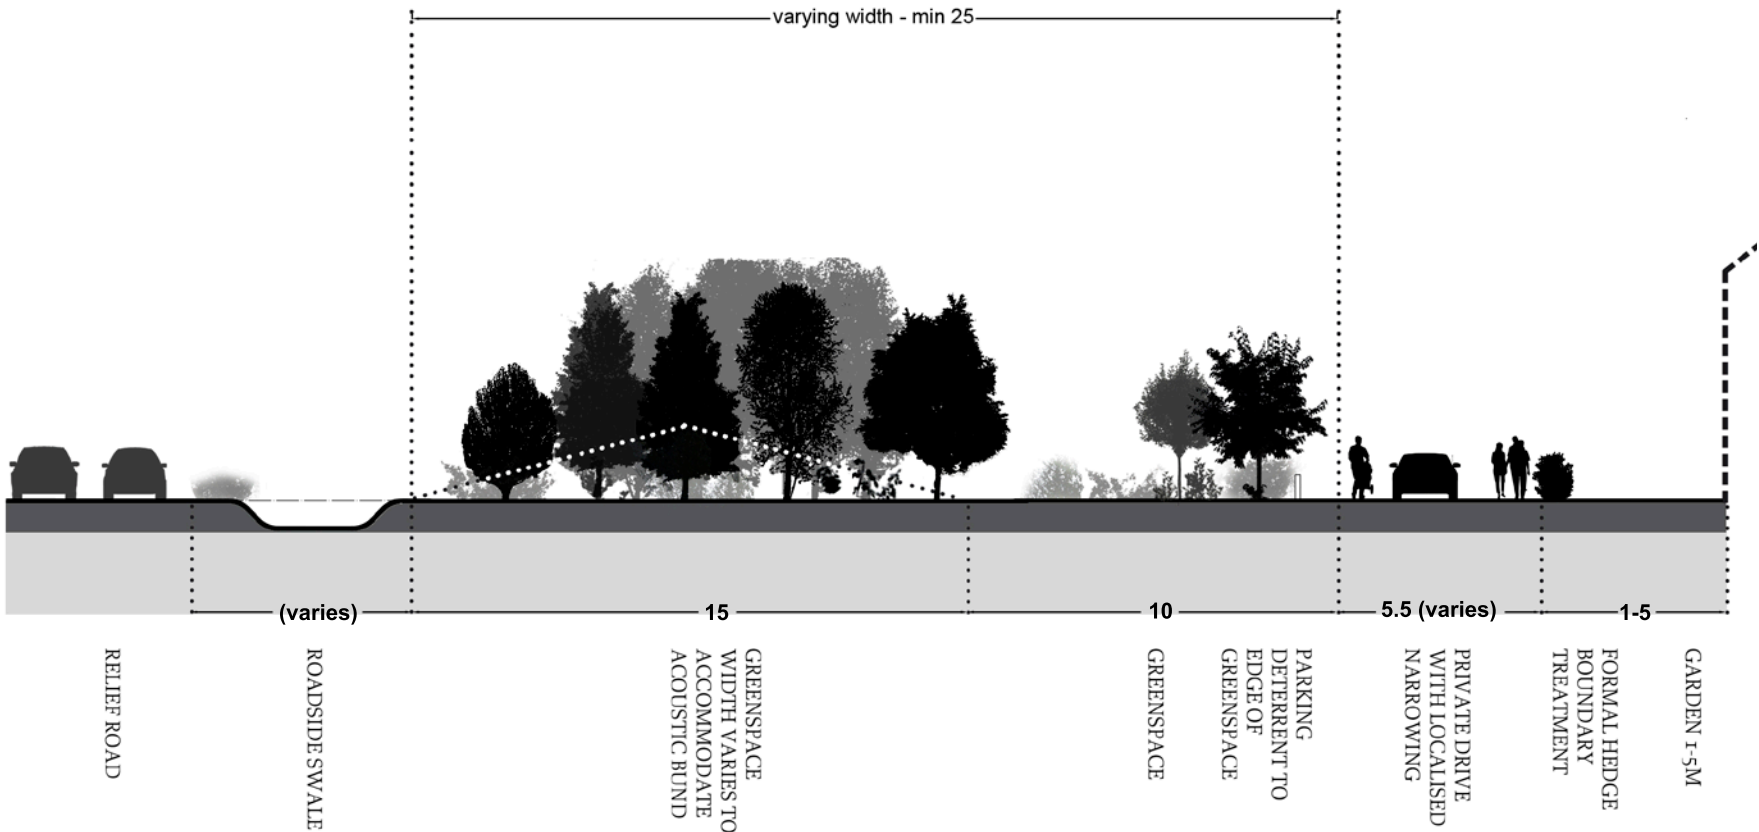 varying width - min 25
(varies)
15
10
5.5 (varies)
1-5
RELIEF ROAD
ROADSIDE SWALE
GREENSPACE
WIDTH VARIES TO
ACCOMMODATE
ACOUSTIC BUND
GREENSPACE
PARKING
DETERRENT TO
EDGE OF
GREENSPACE
PRIVATE DRIVE
WITH LOCALISED
NARROWING
FORMAL HEDGE
BOUNDARY
TREATMENT
GARDEN 1-5M